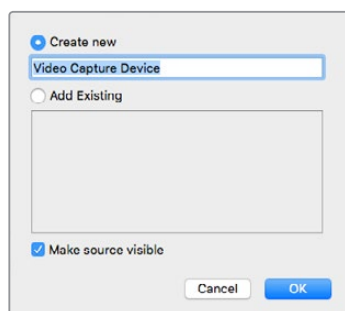 Create new
Video Capture Device
Add Existing
Make source visible
Cancel OK